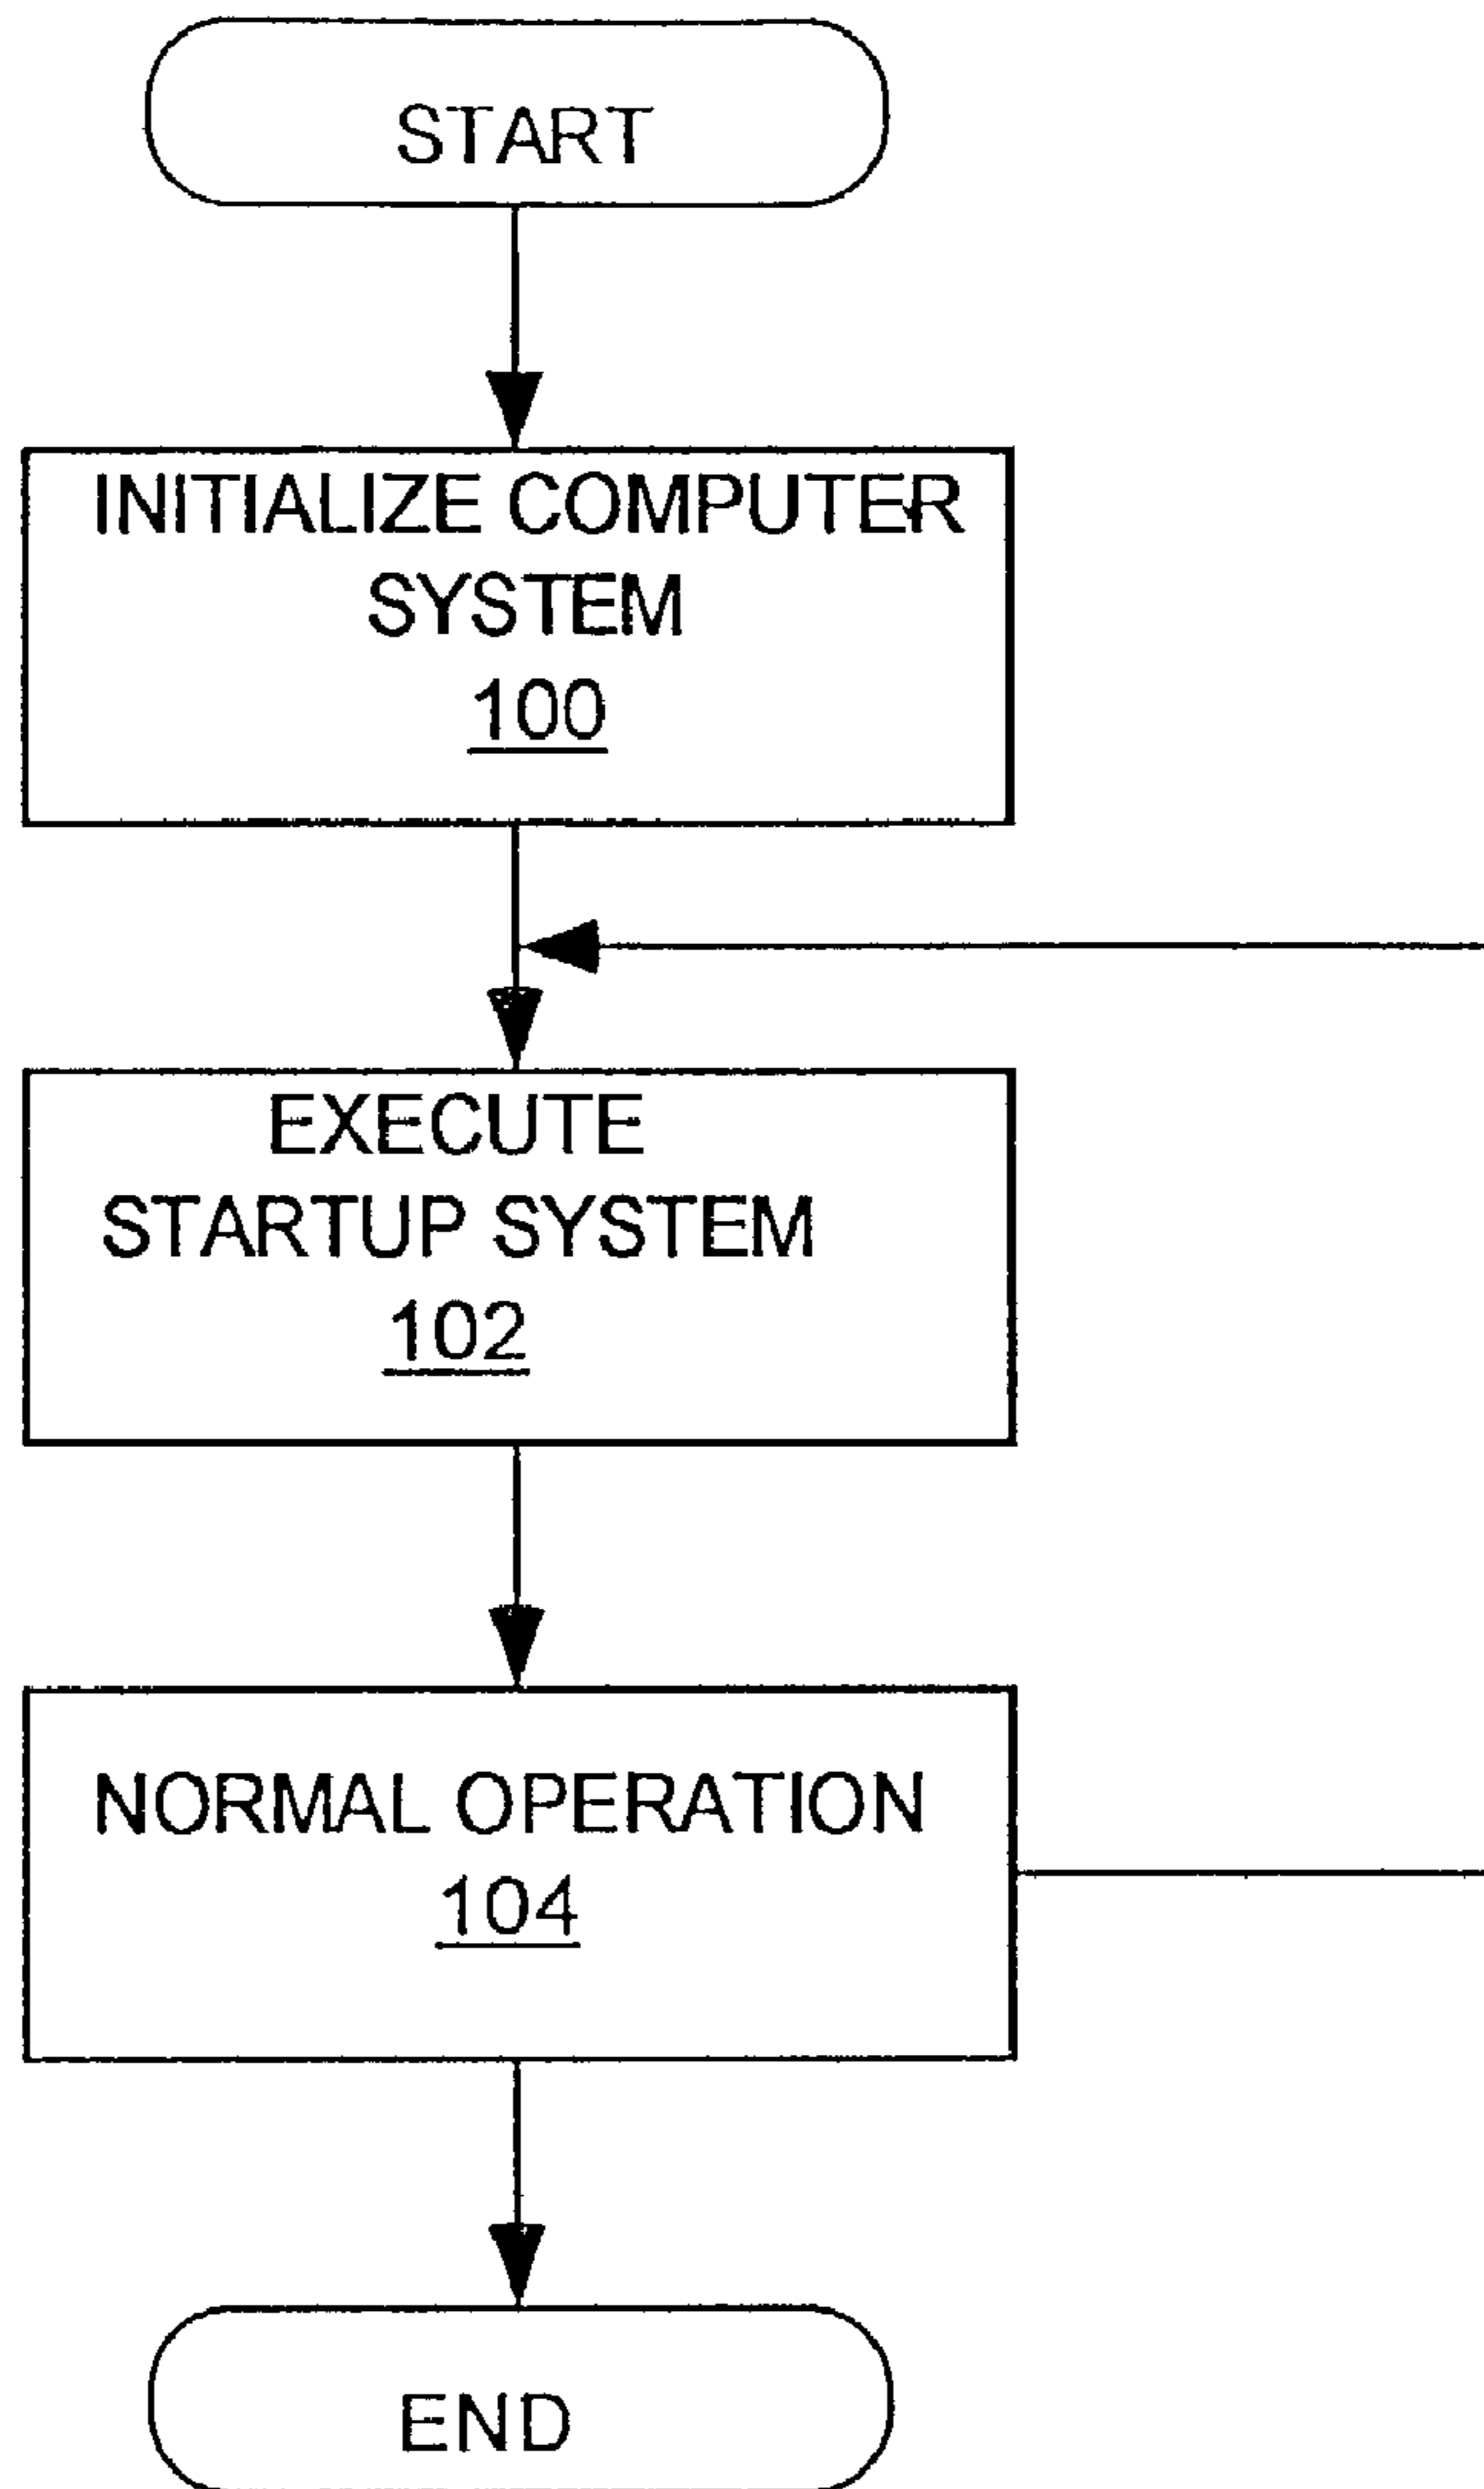 START
INITIALIZE COMPUTER
SYSTEM
100
EXECUTE
STARTUP SYSTEM
102
NORMAL OPERATION
104
END